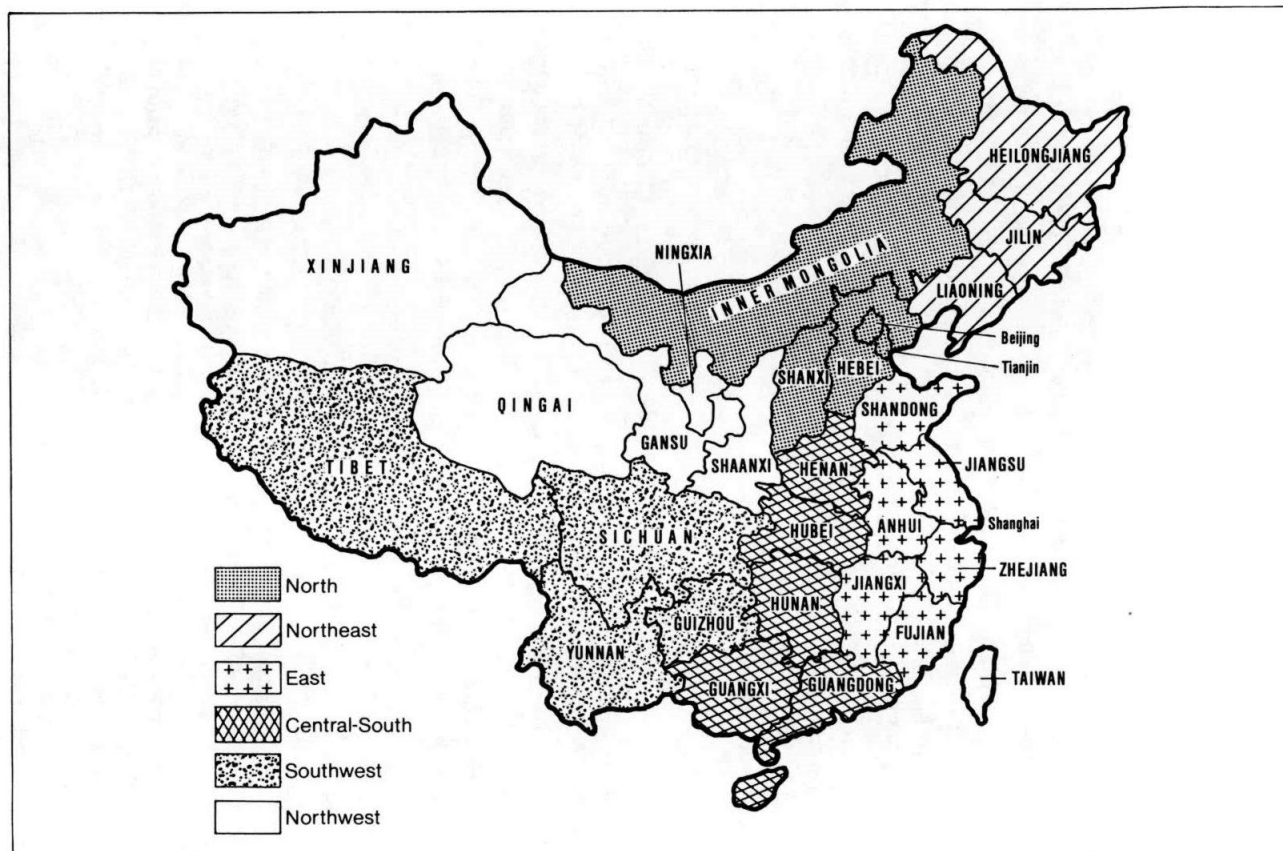 HEILONGJIANG
JILIN
NINGXIA
XINJIANG
INNER MONGOLIA
LIAONING
Beijing
Tianjin
SHANXI
HEBEI
QINGAI
SHANDONG
GANSU
SHAANXI
HENAN
JIANGSU
TIBET
SICHUAN
HUBEI
ANHUI
Shanghai
ZHEJIANG
JIANGXI
HUNAN
GUIZHOU
FUJIAN
YUNNAN
GUANGXI
GUANGDONG
TAIWAN
North
Northeast
East
Central-South
Southwest
Northwest